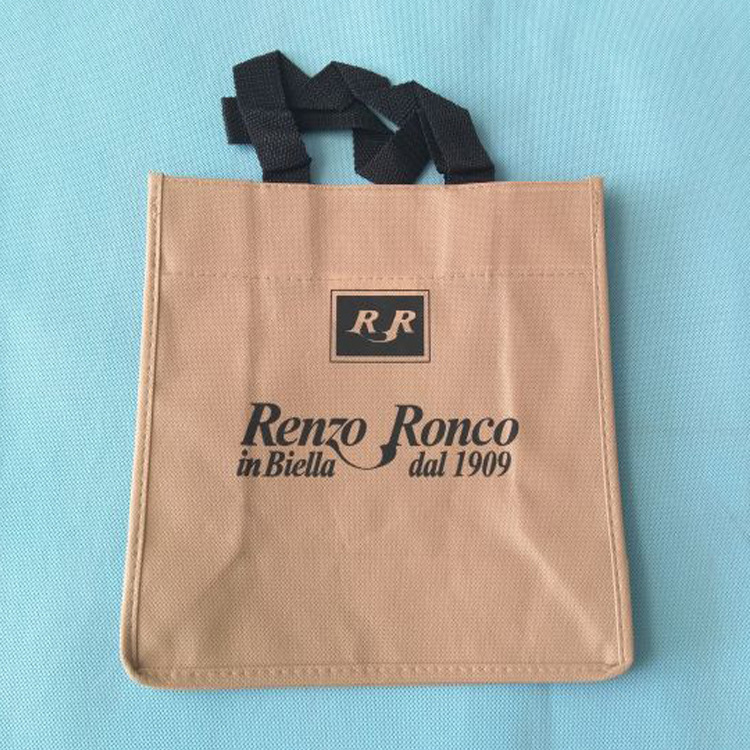 RR
Renzo Ronco
in Biella dal 1909